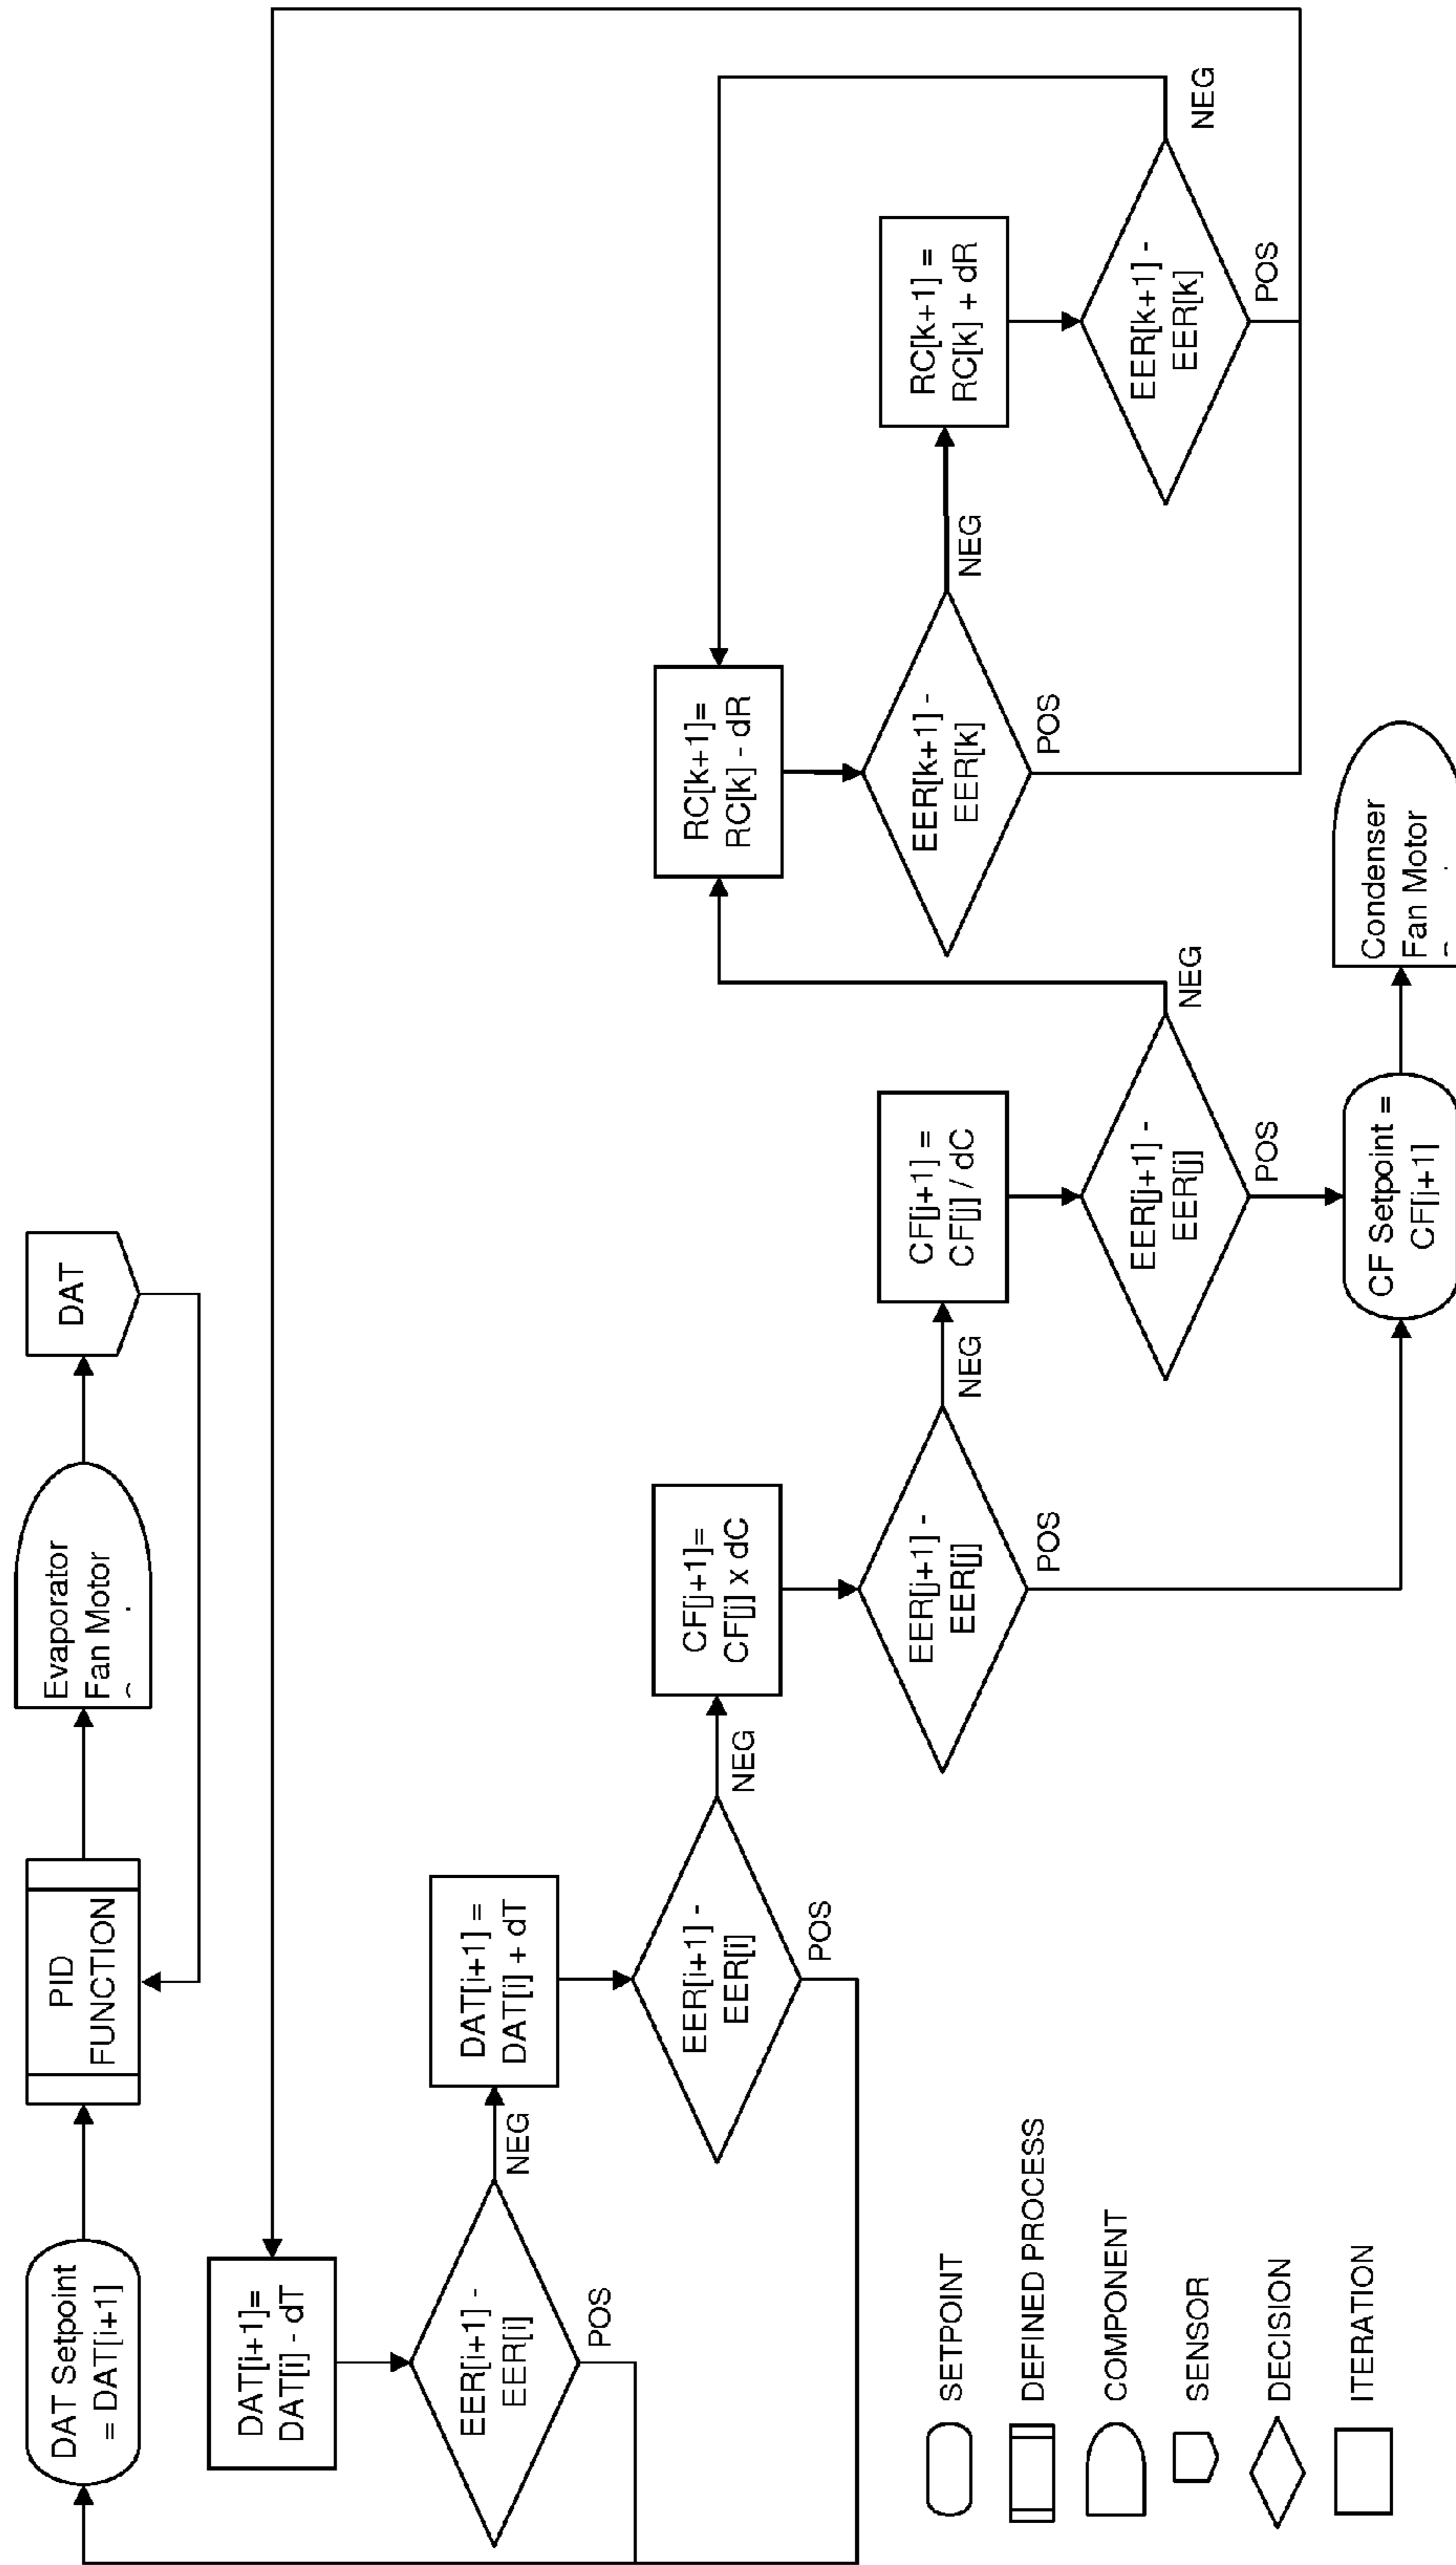 DAT Setpoint
= DAT[i+1]
PID
FUNCTION
Evaporator
Fan Motor
DAT
DAT[i+1]=
DAT[i] - dT
EER[i+1] -
EER[i]
NEG
POS
DAT[i+1] =
DAT[i] + dT
EER[i+1] -
EER[i]
NEG
POS
CF[j+1]=
CF[j] x dC
EER[j+1] -
EER[j]
NEG
POS
CF[j+1] =
CF[j] / dC
EER[j+1] -
EER[j]
NEG
POS
CF Setpoint =
CF[j+1]
Condenser
Fan Motor
RC[k+1]=
RC[k] - dR
EER[k+1] -
EER[k]
NEG
POS
RC[k+1] =
RC[k] + dR
EER[k+1] -
EER[k]
NEG
POS
SETPOINT
DEFINED PROCESS
COMPONENT
SENSOR
DECISION
ITERATION